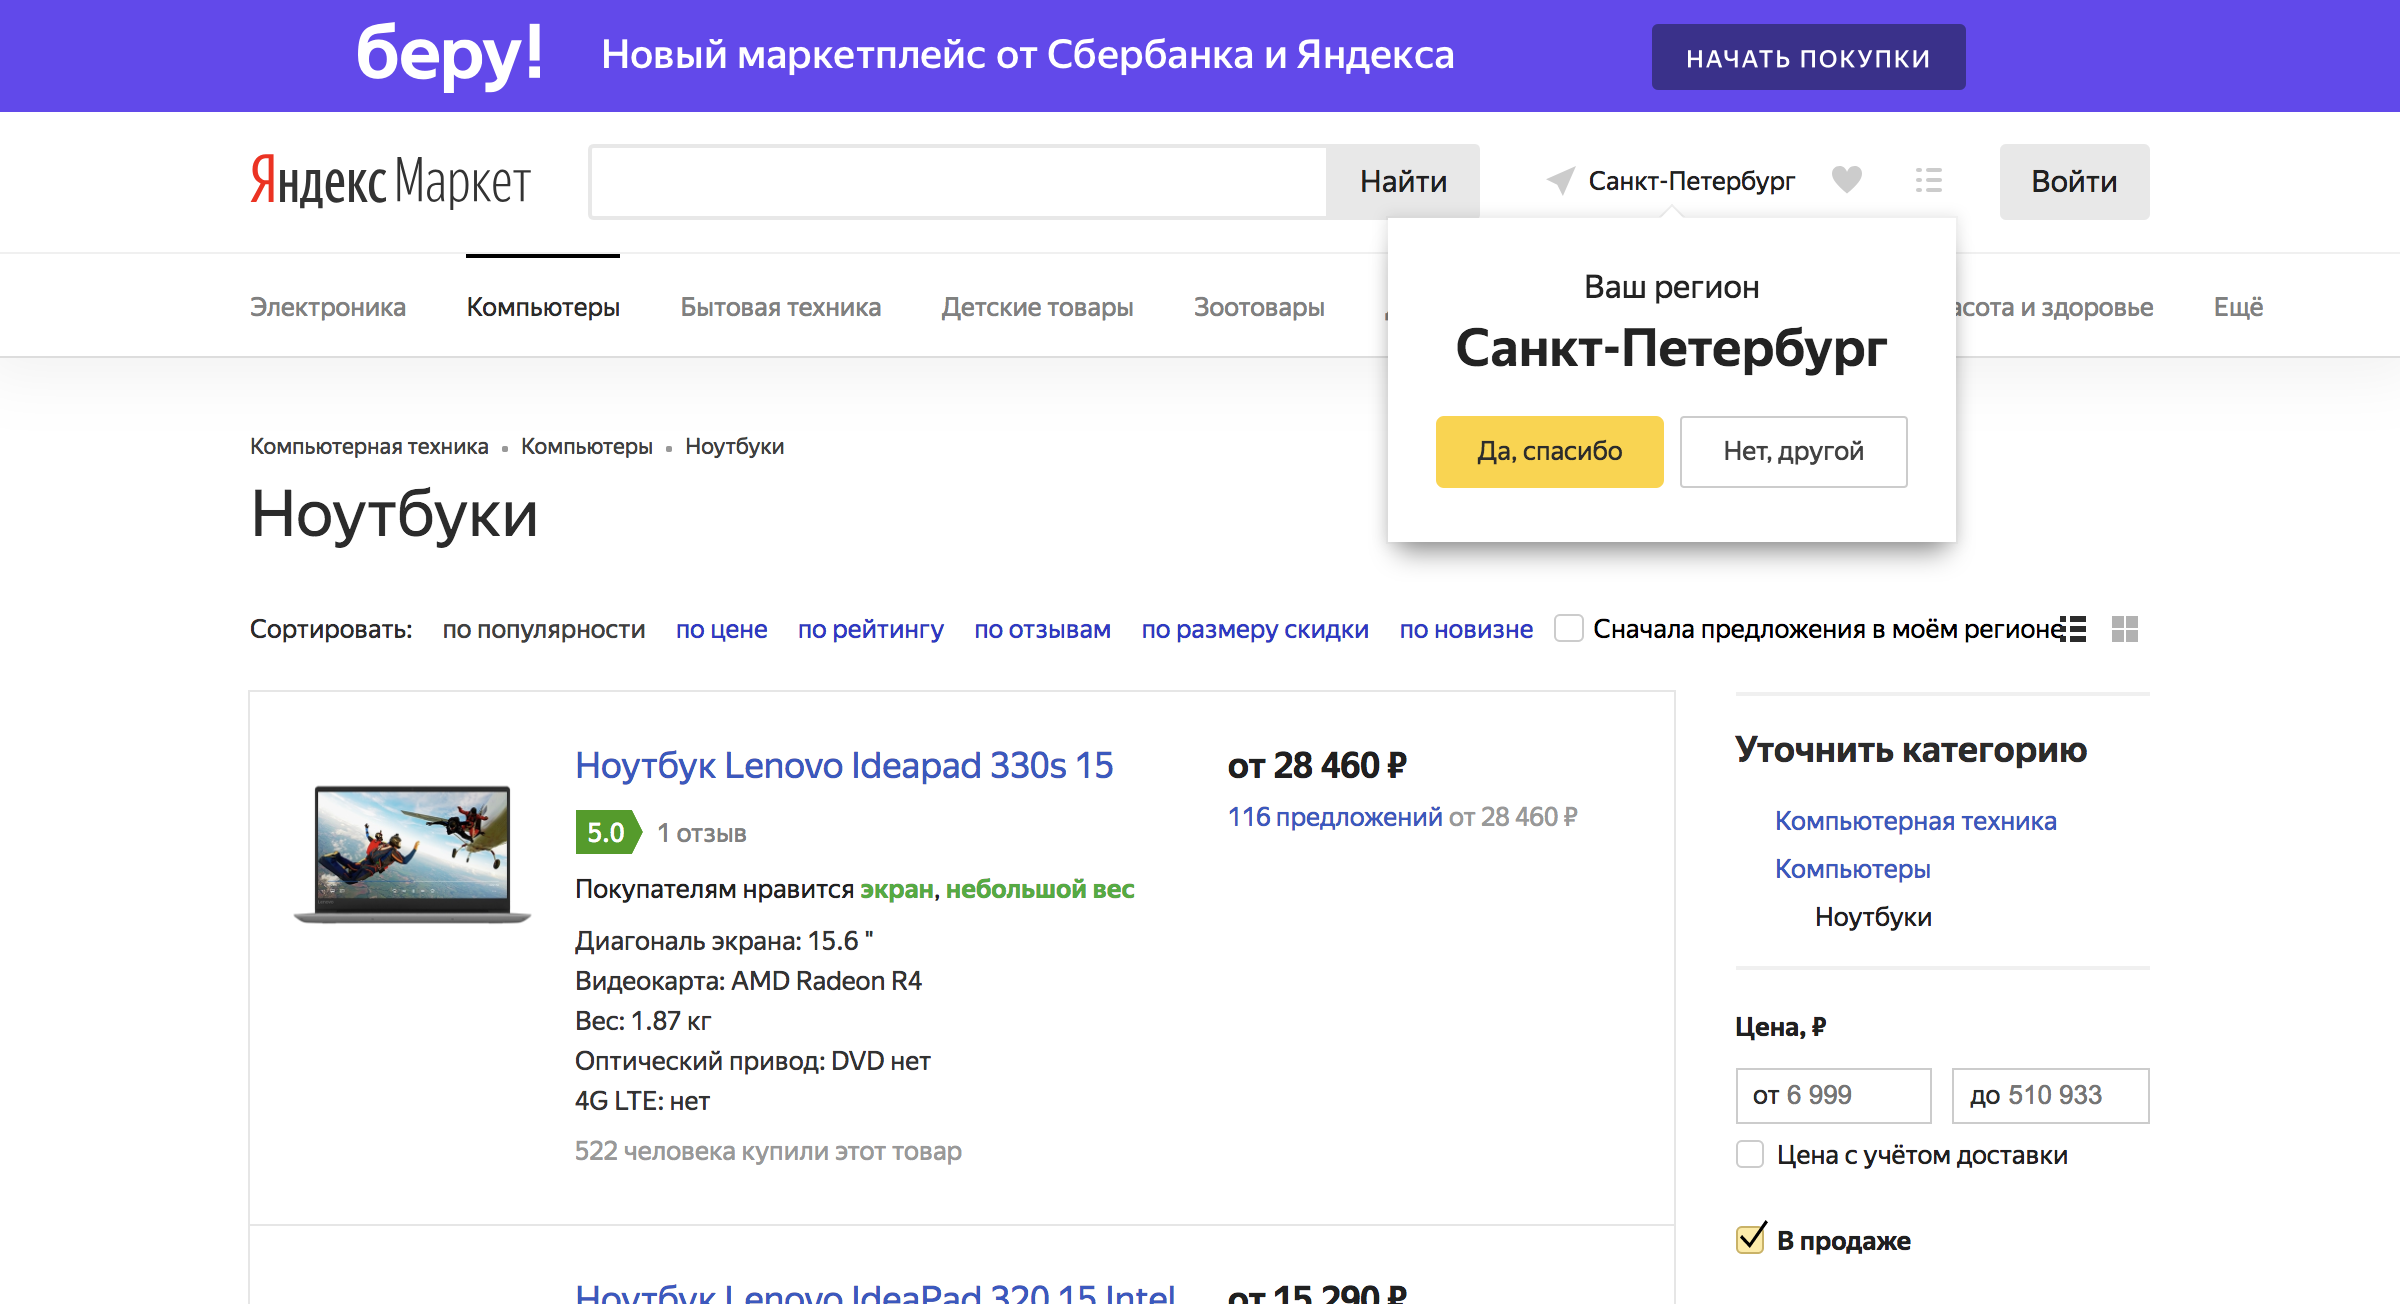 беру! Новый маркетплейс от Сбербанка и Яндекса НАЧАТЬ ПОКУПКИ
Яндекс Маркет Найти Санкт-Петербург Войти
Ваш регион
Санкт-Петербург
Да, спасибо Нет, другой
Электроника Компьютеры Бытовая техника Детские товары Зоотовары асота и здоровье Ещё
Компьютерная техника Компьютеры Ноутбуки
Ноутбуки
Сортировать: по популярности по цене по рейтингу по отзывам по размеру скидки по новизне Сначала предложения в моём регионе
Ноутбук Lenovo Ideapad 330s 15
5.0 1 отзыв
Покупателям нравится экран, небольшой вес
Диагональ экрана: 15.6 "
Видеокарта: AMD Radeon R4
Вес: 1.87 кг
Оптический привод: DVD нет
4G LTE: нет
522 человека купили этот товар
от 28 460 ₽
116 предложений от 28 460 ₽
Ноутбук Lenovo IdeaPad 320 15 Intel
от 15 290 ₽
Уточнить категорию
Компьютерная техника
Компьютеры
Ноутбуки
Цена, ₽
от 6 999 до 510 933
Цена с учётом доставки
В продаже